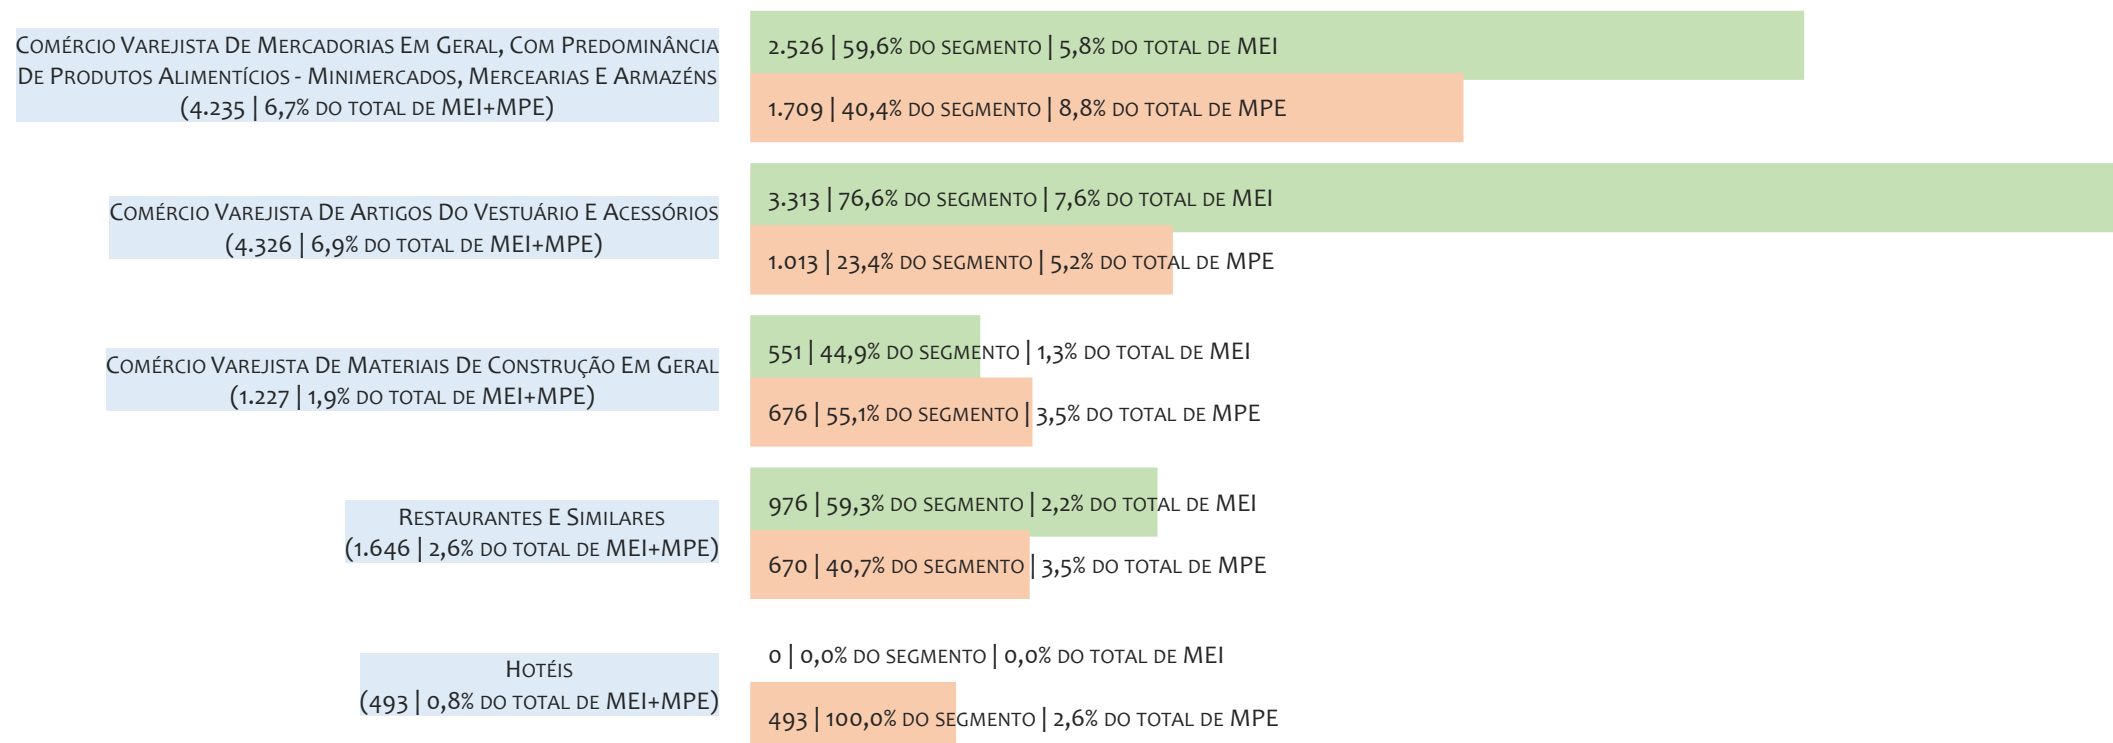 Comércio Varejista De Mercadorias Em Geral, Com Predominância
De Produtos Alimentícios - Minimercados, Mercearias E Armazéns
(4.235 | 6,7% do total de MEI+MPE)
2.526 | 59,6% do segmento | 5,8% do total de MEI
1.709 | 40,4% do segmento | 8,8% do total de MPE
Comércio Varejista De Artigos Do Vestuário E Acessórios
(4.326 | 6,9% do total de MEI+MPE)
3.313 | 76,6% do segmento | 7,6% do total de MEI
1.013 | 23,4% do segmento | 5,2% do total de MPE
Comércio Varejista De Materiais De Construção Em Geral
(1.227 | 1,9% do total de MEI+MPE)
551 | 44,9% do segmento | 1,3% do total de MEI
676 | 55,1% do segmento | 3,5% do total de MPE
Restaurantes E Similares
(1.646 | 2,6% do total de MEI+MPE)
976 | 59,3% do segmento | 2,2% do total de MEI
670 | 40,7% do segmento | 3,5% do total de MPE
Hotéis
(493 | 0,8% do total de MEI+MPE)
0 | 0,0% do segmento | 0,0% do total de MEI
493 | 100,0% do segmento | 2,6% do total de MPE